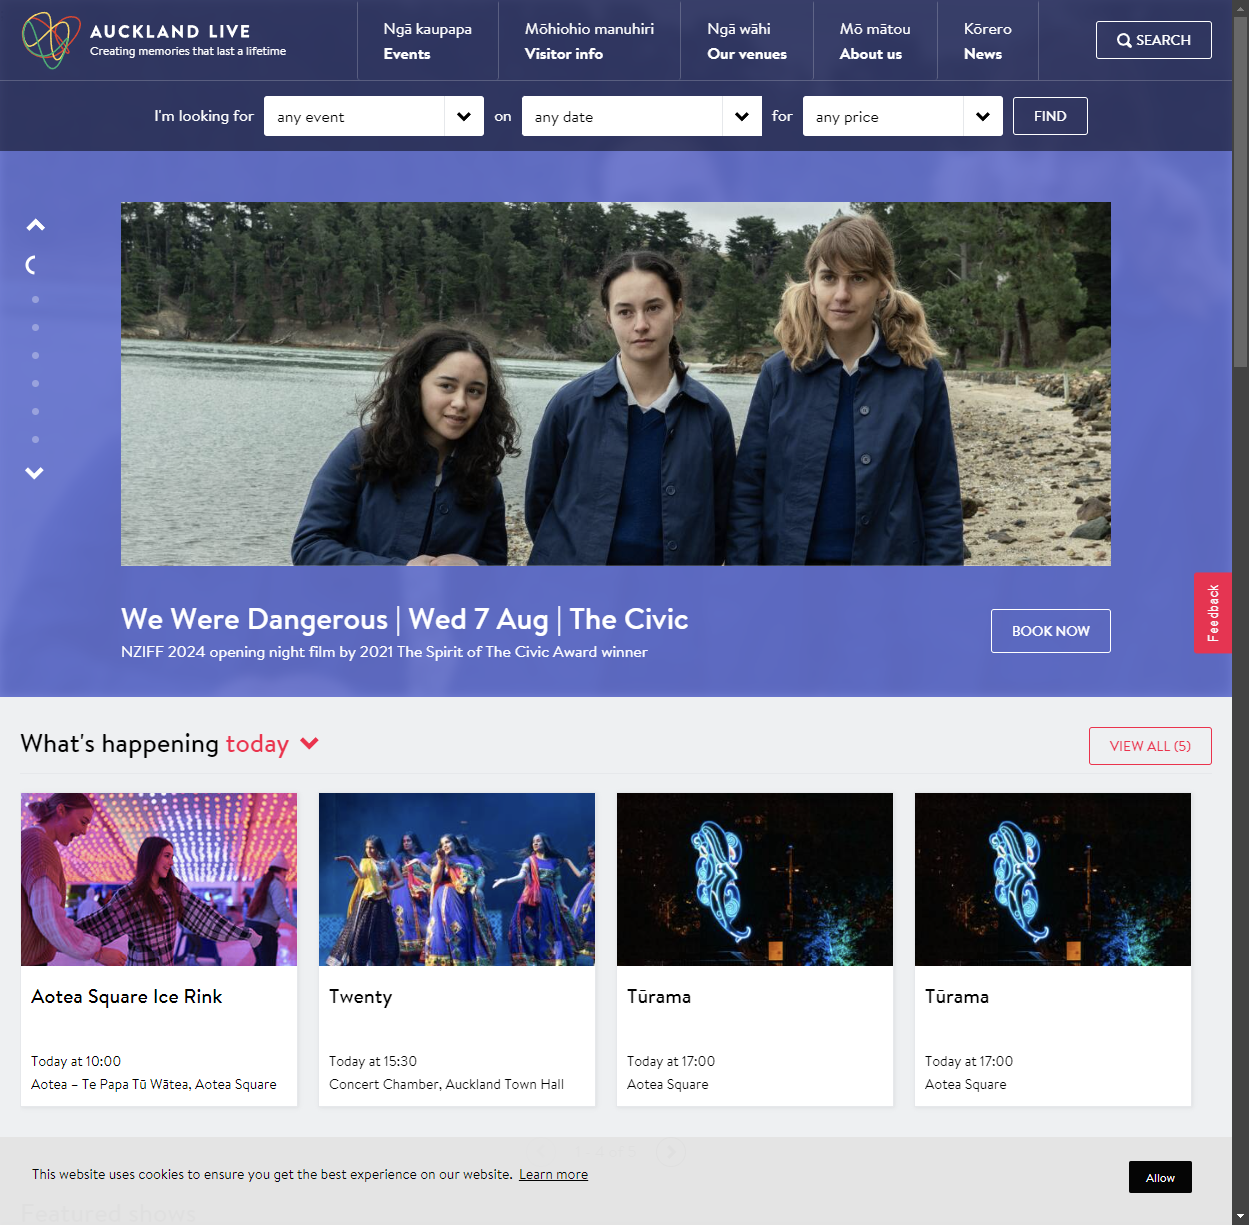 AUCKLAND LIVE
Creating memories that last a lifetime
Ngā kaupapa
Events
Mōhiohio manuhiri
Visitor info
Ngā wāhi
Our venues
Mō mātou
About us
Kōrero
News
SEARCH
I'm looking for any event on any date for any price FIND
We Were Dangerous | Wed 7 Aug | The Civic
NZIFF 2024 opening night film by 2021 The Spirit of The Civic Award winner
BOOK NOW
Feedback
What's happening today
VIEW ALL (5)
Aotea Square Ice Rink
Today at 10:00
Aotea – Te Papa Tū Wātea, Aotea Square
Twenty
Today at 15:30
Concert Chamber, Auckland Town Hall
Tūrama
Today at 17:00
Aotea Square
Tūrama
Today at 17:00
Aotea Square
This website uses cookies to ensure you get the best experience on our website. Learn more
Allow
Featured shows